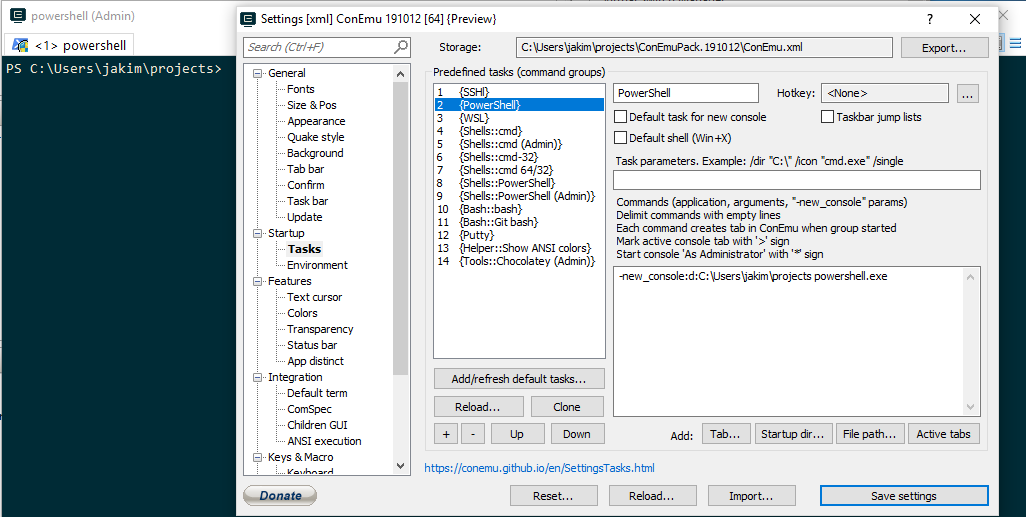 powershell (Admin)
<1> powershell
PS C:\Users\jakim\projects>
Settings [xml] ConEmu 191012 [64] {Preview}
?
Search (Ctrl+F)
Storage:
C:\Users\jakim\projects\ConEmuPack.191012\ConEmu.xml
Export...
General
Fonts
Size & Pos
Appearance
Quake style
Background
Tab bar
Confirm
Task bar
Update
Startup
Tasks
Environment
Features
Text cursor
Colors
Transparency
Status bar
App distinct
Integration
Default term
ComSpec
Children GUI
ANSI execution
Keys & Macro
Keyboard
Predefined tasks (command groups)
1 {SSH!}
2 {PowerShell}
3 {WSL}
4 {Shells::cmd}
5 {Shells::cmd (Admin)}
6 {Shells::cmd-32}
7 {Shells::cmd 64/32}
8 {Shells::PowerShell}
9 {Shells::PowerShell (Admin)}
10 {Bash::bash}
11 {Bash::Git bash}
12 {Putty}
13 {Helper::Show ANSI colors}
14 {Tools::Chocolatey (Admin)}
Add/refresh default tasks...
Reload...
Clone
+
-
Up
Down
PowerShell
Hotkey:
<None>
...
Default task for new console
Taskbar jump lists
Default shell (Win+X)
Task parameters. Example: /dir "C:\" /icon "cmd.exe" /single
Commands (application, arguments, "-new_console" params)
Delimit commands with empty lines
Each command creates tab in ConEmu when group started
Mark active console tab with '>' sign
Start console 'As Administrator' with '*' sign
-new_console:d:C:\Users\jakim\projects powershell.exe
Add:
Tab...
Startup dir...
File path...
Active tabs
https://conemu.github.io/en/SettingsTasks.html
Donate
Reset...
Reload...
Import...
Save settings